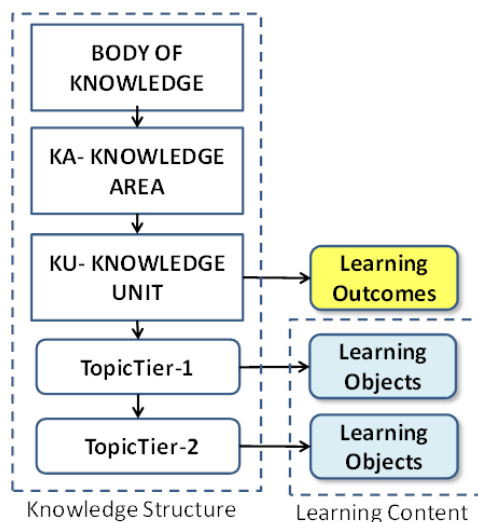 BODY OF
KNOWLEDGE
KA- KNOWLEDGE
AREA
KU- KNOWLEDGE
UNIT
Learning
Outcomes
TopicTier-1
Learning
Objects
TopicTier-2
Learning
Objects
Knowledge Structure
Learning Content